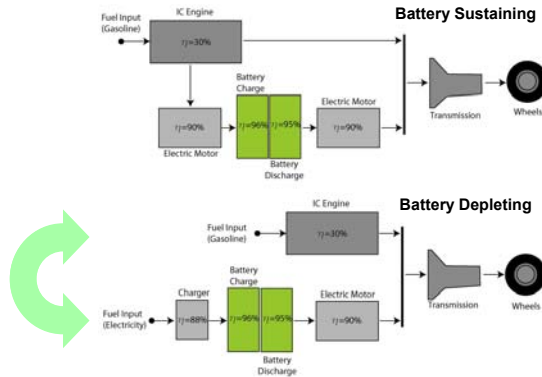 IC Engine
Battery Sustaining
Fuel Input
(Gasoline)
η=30%
Battery
Charge
Electric Motor
η=90%
η=96%
η=95%
η=90%
Electric Motor
Battery
Discharge
Transmission
Wheels
Battery Depleting
IC Engine
Fuel Input
(Gasoline)
η=30%
Battery
Charge
Charger
Electric Motor
Fuel Input
(Electricity)
η=88%
η=96%
η=95%
η=90%
Battery
Discharge
Transmission
Wheels